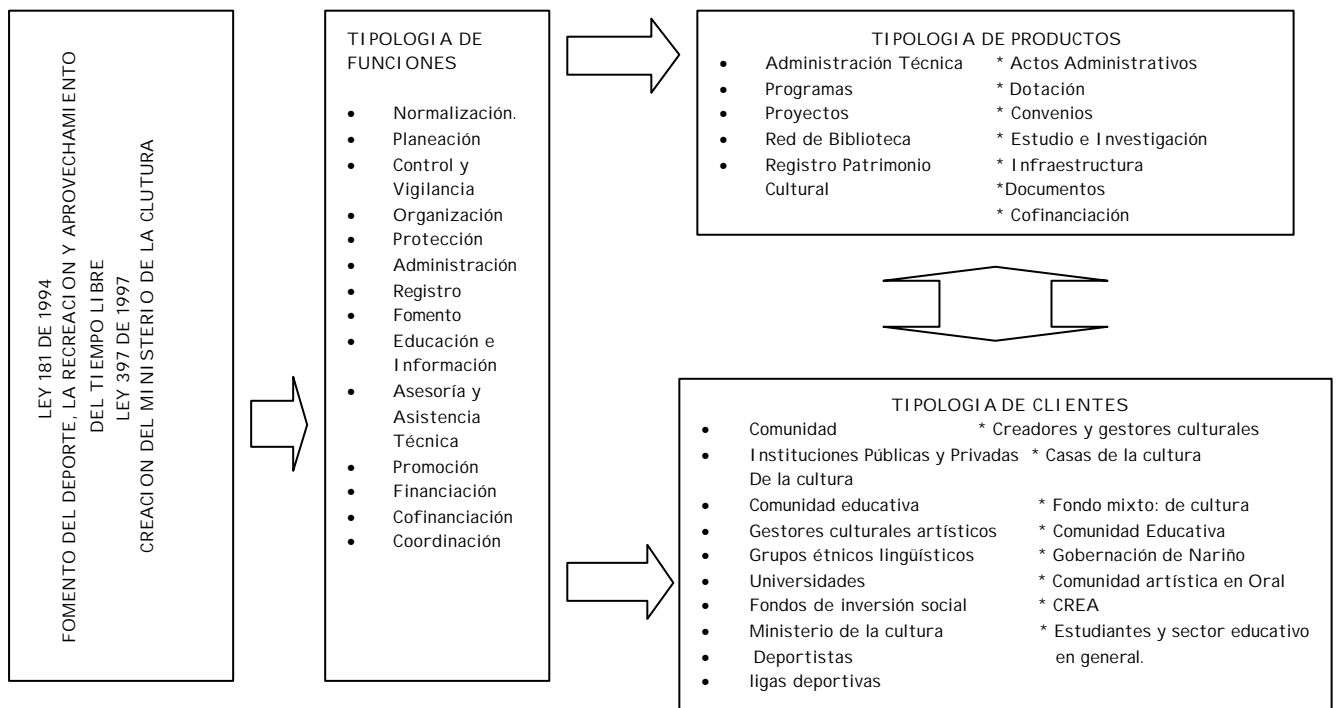 LEY 181 DE 1994
FOMENTO DEL DEPORTE, LA RECREACION Y APROVECHAMIENTO
DEL TIEMPO LIBRE
LEY 397 DE 1997
CREACION DEL MINISTERIO DE LA CLUTURA
TIPOLOGIA DE
FUNCIONES
• Normalización.
• Planeación
• Control y
Vigilancia
• Organización
• Protección
• Administración
• Registro
• Fomento
• Educación e
Información
• Asesoría y
Asistencia
Técnica
• Promoción
• Financiación
• Cofinanciación
• Coordinación
TIPOLOGIA DE PRODUCTOS
• Administración Técnica * Actos Administrativos
• Programas * Dotación
• Proyectos * Convenios
• Red de Biblioteca * Estudio e Investigación
• Registro Patrimonio * Infraestructura
Cultural *Documentos
* Cofinanciación
TIPOLOGIA DE CLIENTES
• Comunidad * Creadores y gestores culturales
• Instituciones Públicas y Privadas * Casas de la cultura
De la cultura
• Comunidad educativa * Fondo mixto: de cultura
• Gestores culturales artísticos * Comunidad Educativa
• Grupos étnicos lingüísticos * Gobernación de Nariño
• Universidades * Comunidad artística en Oral
• Fondos de inversión social * CREA
• Ministerio de la cultura * Estudiantes y sector educativo
• Deportistas en general.
• ligas deportivas